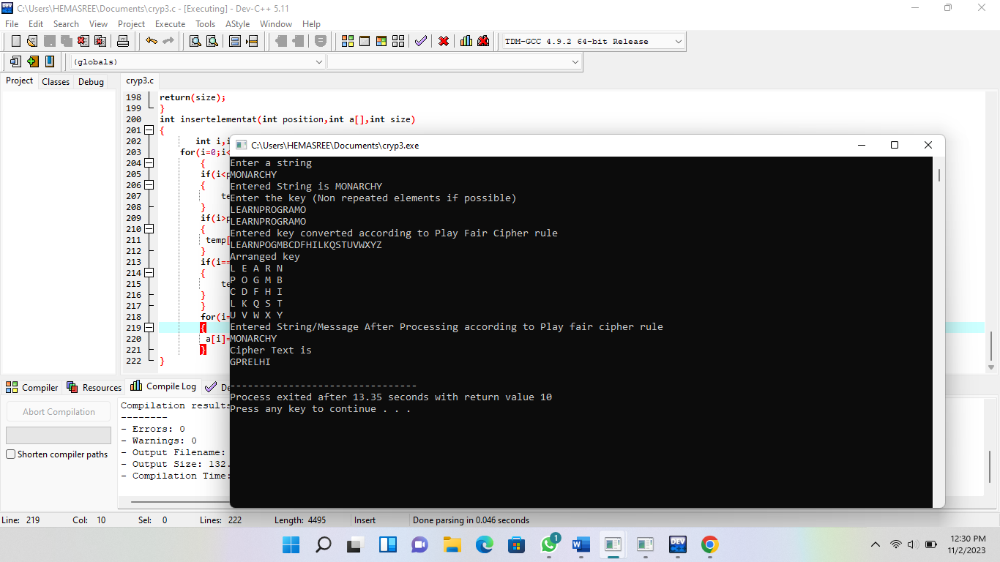 C:\Users\HEMASREE\Documents\cryp3.c - [Executing] - Dev-C++ 5.11
File Edit Search View Project Execute Tools AStyle Window Help
TDM-GCC 4.9.2 64-bit Release
(globals)
Project Classes Debug
cryp3.c
198 return(size);
199 }
200 int insertelementat(int position,int a[],int size)
201 {
202 int i,
203 for(i=0;i<
204 {
205 if(i<
206 {
207
208 }
209 if(i>
210 {
211 temp[
212 }
213 if(i==
214 {
215
216 }
217 }
218 for(i=
219 {
220 a[i]=
221 }
222 }
C:\Users\HEMASREE\Documents\cryp3.exe
Enter a string
MONARCHY
Entered String is MONARCHY
Enter the key (Non repeated elements if possible)
LEARNPROGRAMO
LEARNPROGRAMO
Entered key converted according to Play Fair Cipher rule
LEARNPOGMBCDFHILKQSTUVWXYZ
Arranged key
L E A R N
P O G M B
C D F H I
L K Q S T
U V W X Y
Entered String/Message After Processing according to Play fair cipher rule
MONARCHY
Cipher Text is
GPRELHI
--------------------------------
Process exited after 13.35 seconds with return value 10
Press any key to continue . . .
Compiler Resources Compile Log
Abort Compilation
Shorten compiler paths
Compilation results
--------
- Errors: 0
- Warnings: 0
- Output Filename:
- Output Size: 132.
- Compilation Time:
Line: 219 Col: 10 Sel: 0 Lines: 222 Length: 4495 Insert Done parsing in 0.046 seconds
1
DEV
12:30 PM
11/2/2023